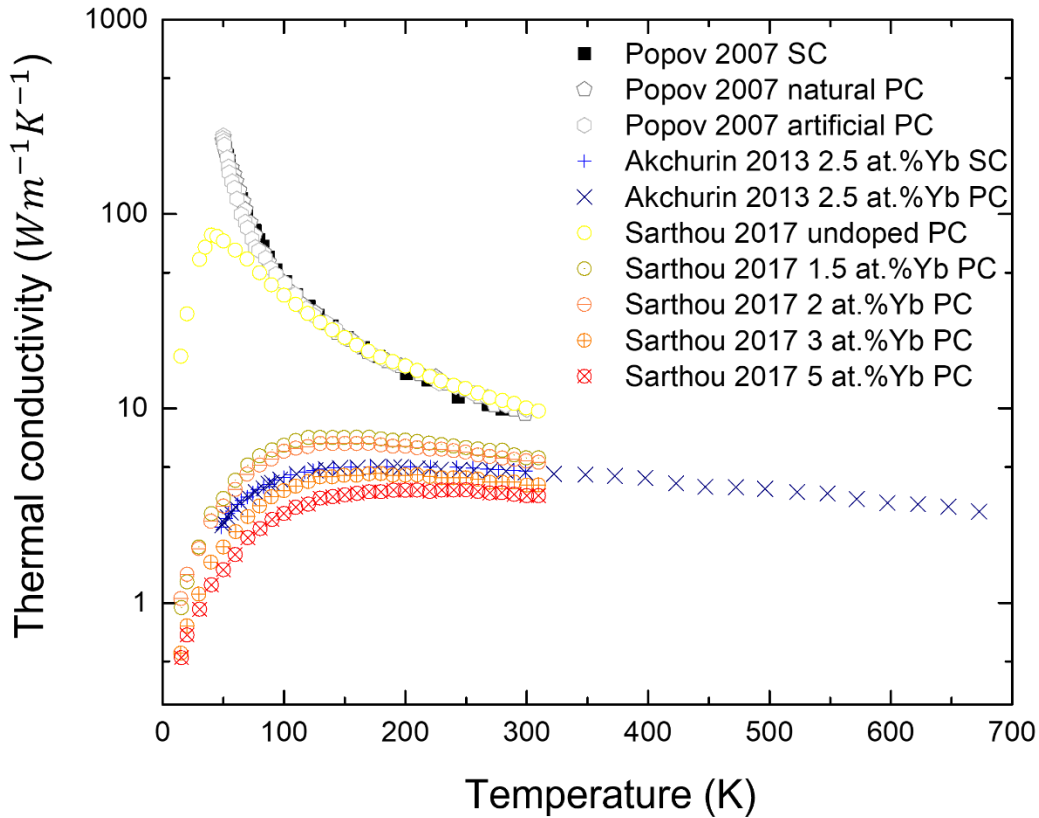 Thermal conductivity (Wm⁻¹K⁻¹)
1000
100
10
1
Popov 2007 SC
Popov 2007 natural PC
Popov 2007 artificial PC
Akchurin 2013 2.5 at.%Yb SC
Akchurin 2013 2.5 at.%Yb PC
Sarthou 2017 undoped PC
Sarthou 2017 1.5 at.%Yb PC
Sarthou 2017 2 at.%Yb PC
Sarthou 2017 3 at.%Yb PC
Sarthou 2017 5 at.%Yb PC
0 100 200 300 400 500 600 700
Temperature (K)